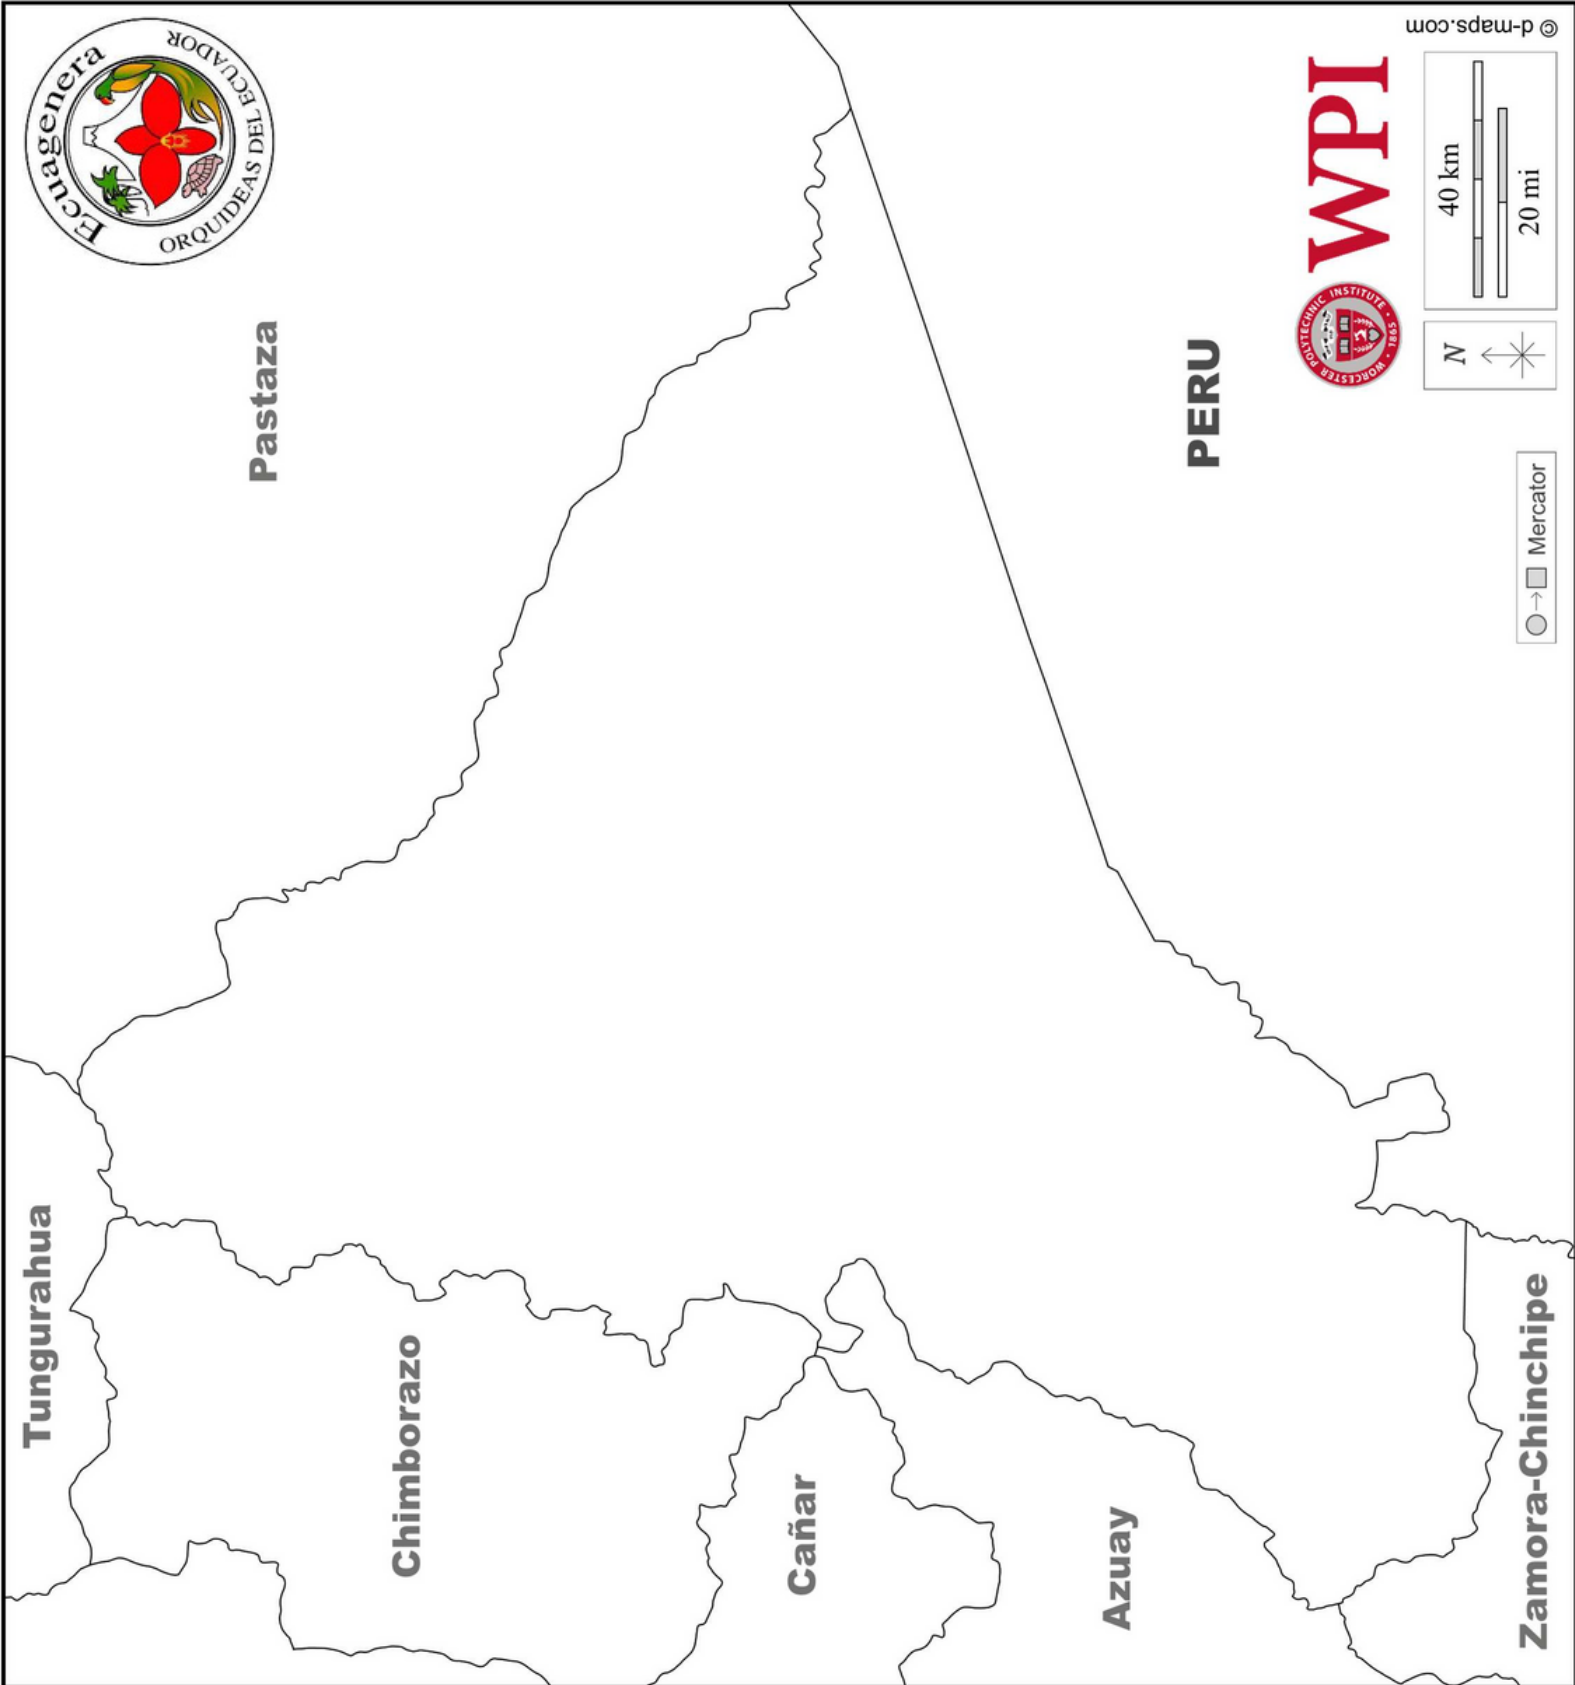 Tungurahua
Chimborazo
Cañar
Azuay
Zamora-Chinchipe
Pastaza
PERU
Ecuagenera
ORQUIDEAS DEL ECUADOR
WPI
WORCESTER POLYTECHNIC INSTITUTE • 1865 •
N
40 km
20 mi
Mercator
© d-maps.com